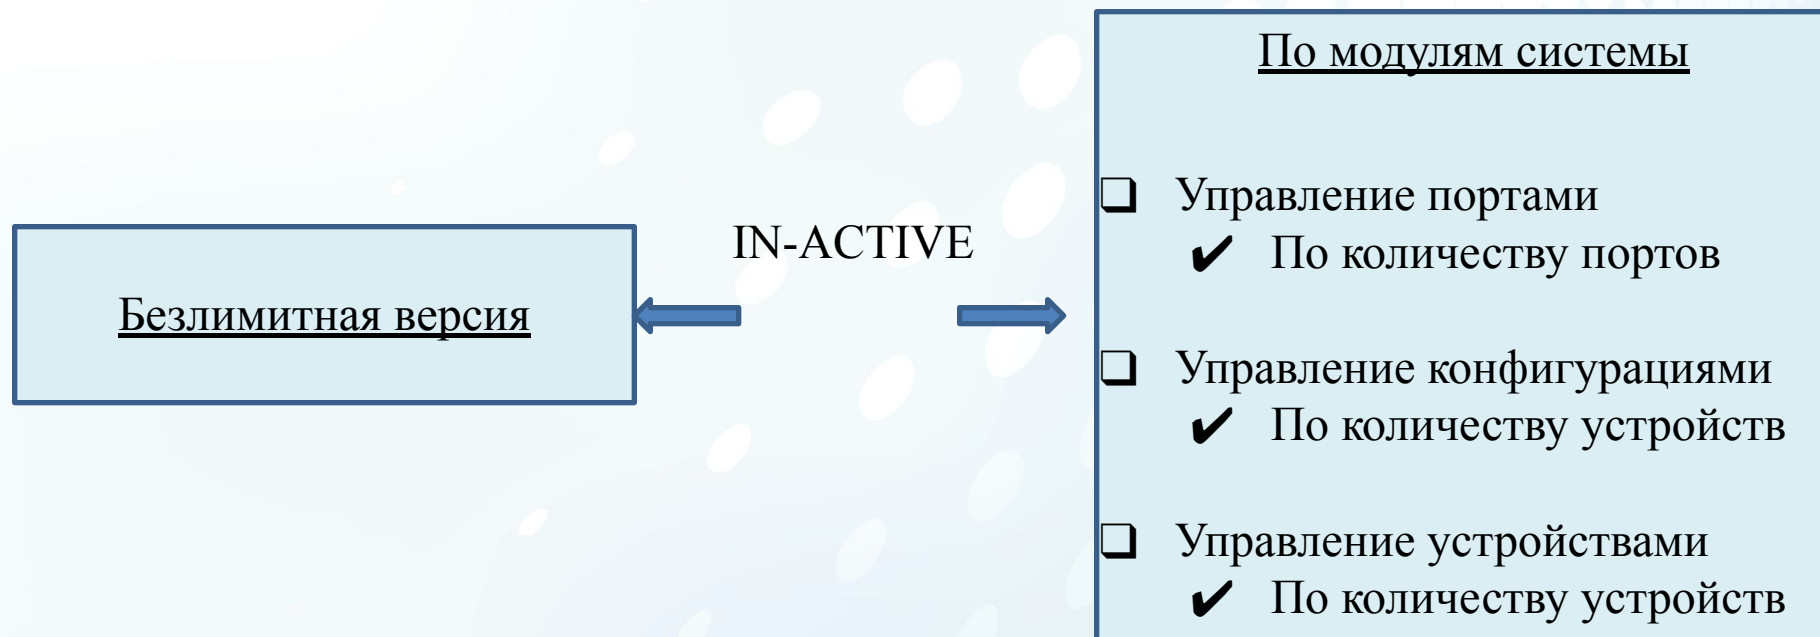 По модулям системы
Управление портами
✔ По количеству портов
IN-ACTIVE
Безлимитная версия
Управление конфигурациями
✔ По количеству устройств
Управление устройствами
✔ По количеству устройств